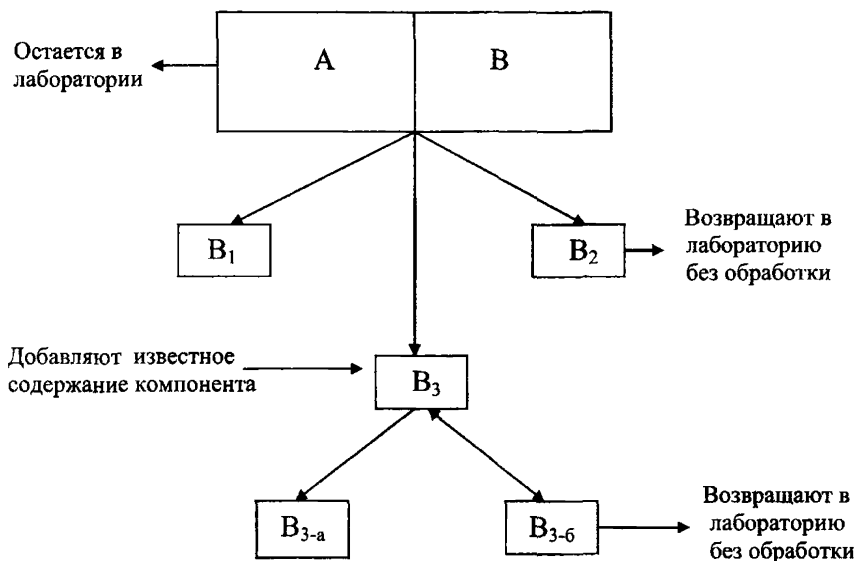 Остается в
лаборатории
A
B
B₁
B₂
Возвращают в
лабораторию
без обработки
Добавляют известное
содержание компонента
B₃
B₃₋ₐ
B₃₋б
Возвращают в
лабораторию
без обработки